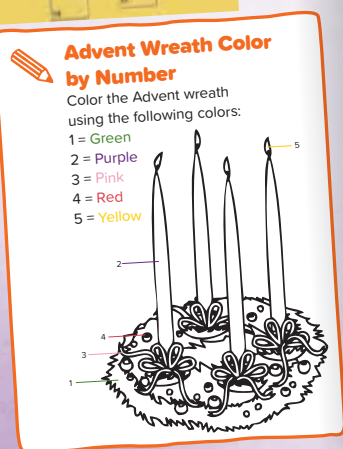 Advent Wreath Color
by Number
Color the Advent wreath
using the following colors:
1 = Green
2 = Purple
3 = Pink
4 = Red
5 = Yellow
5
2
4
3
1